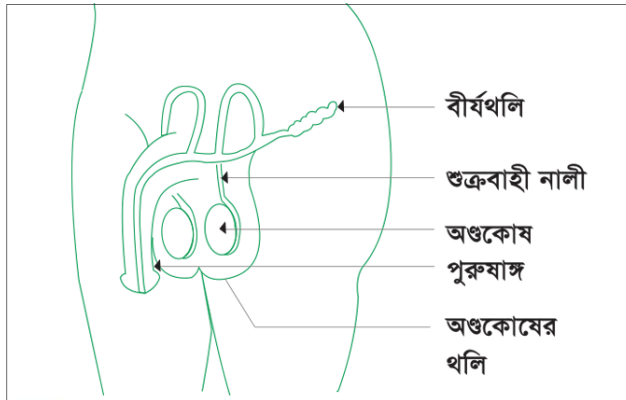 বীর্যথলি
শুক্রবাহী নালী
অণ্ডকোষ
পুরুষাঙ্গ
অণ্ডকোষের
থলি